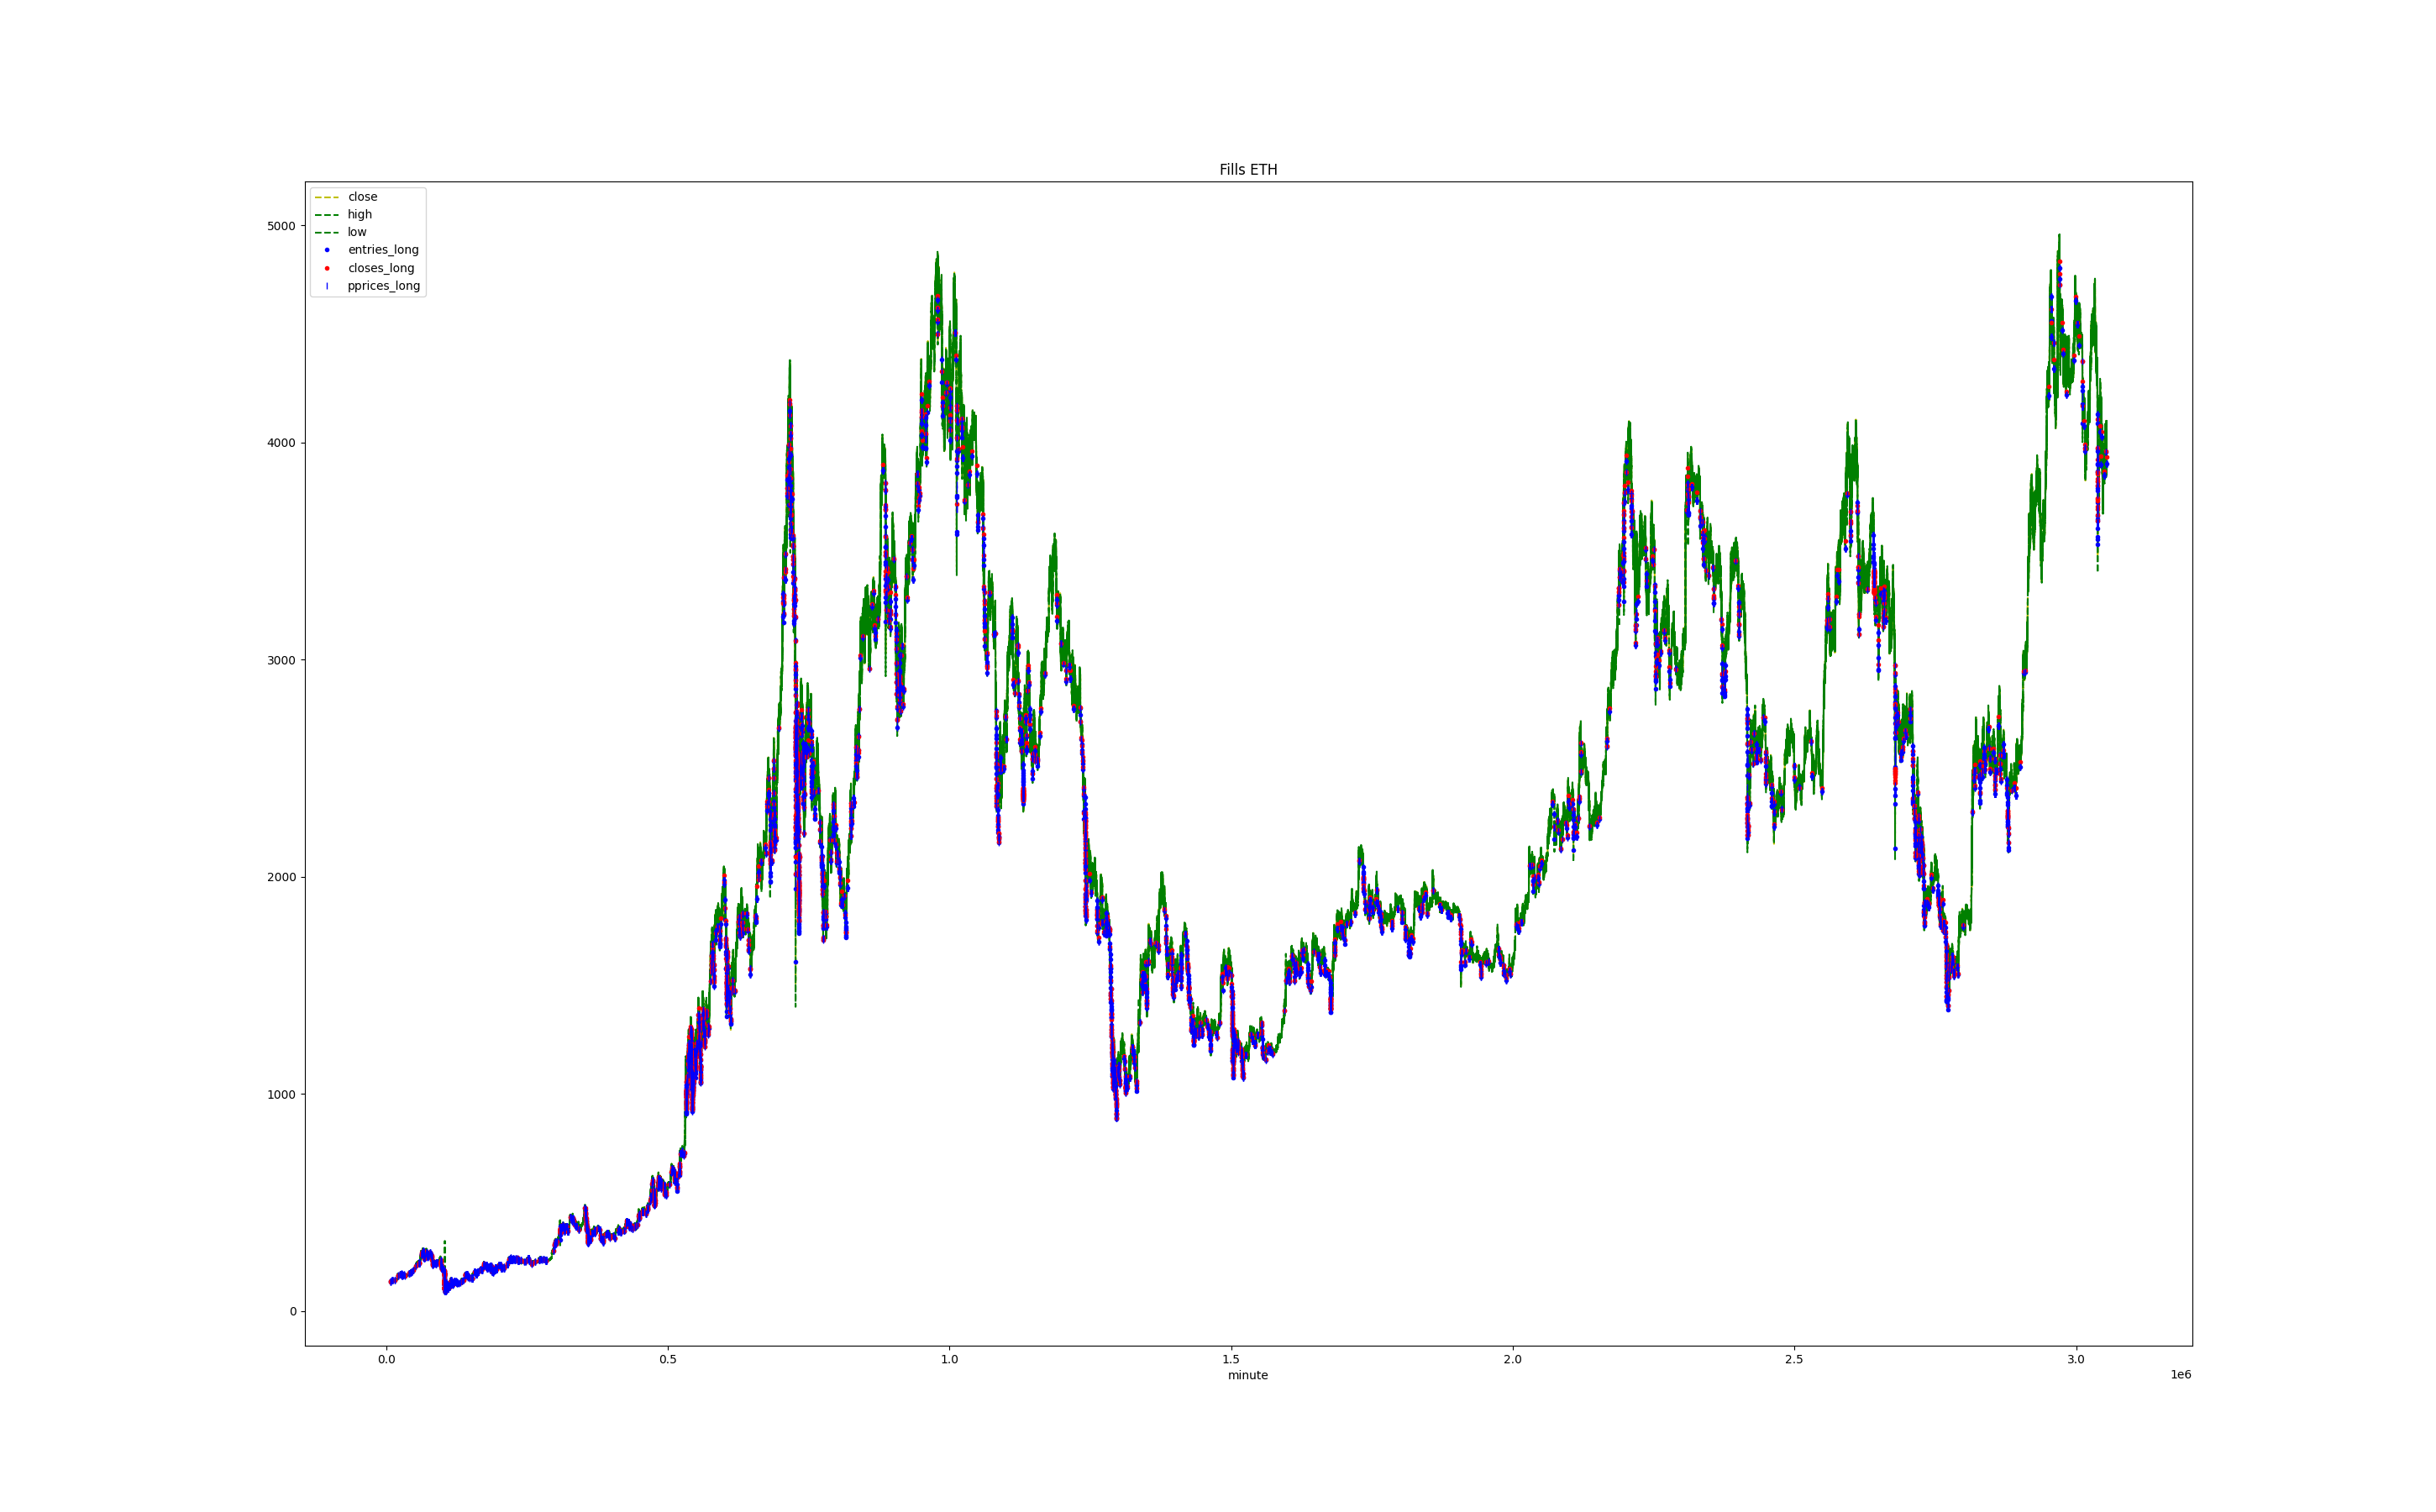 Fills ETH
close
high
low
entries_long
closes_long
pprices_long
5000
4000
3000
2000
1000
0
0.0 0.5 1.0 1.5 2.0 2.5 3.0
minute 1e6